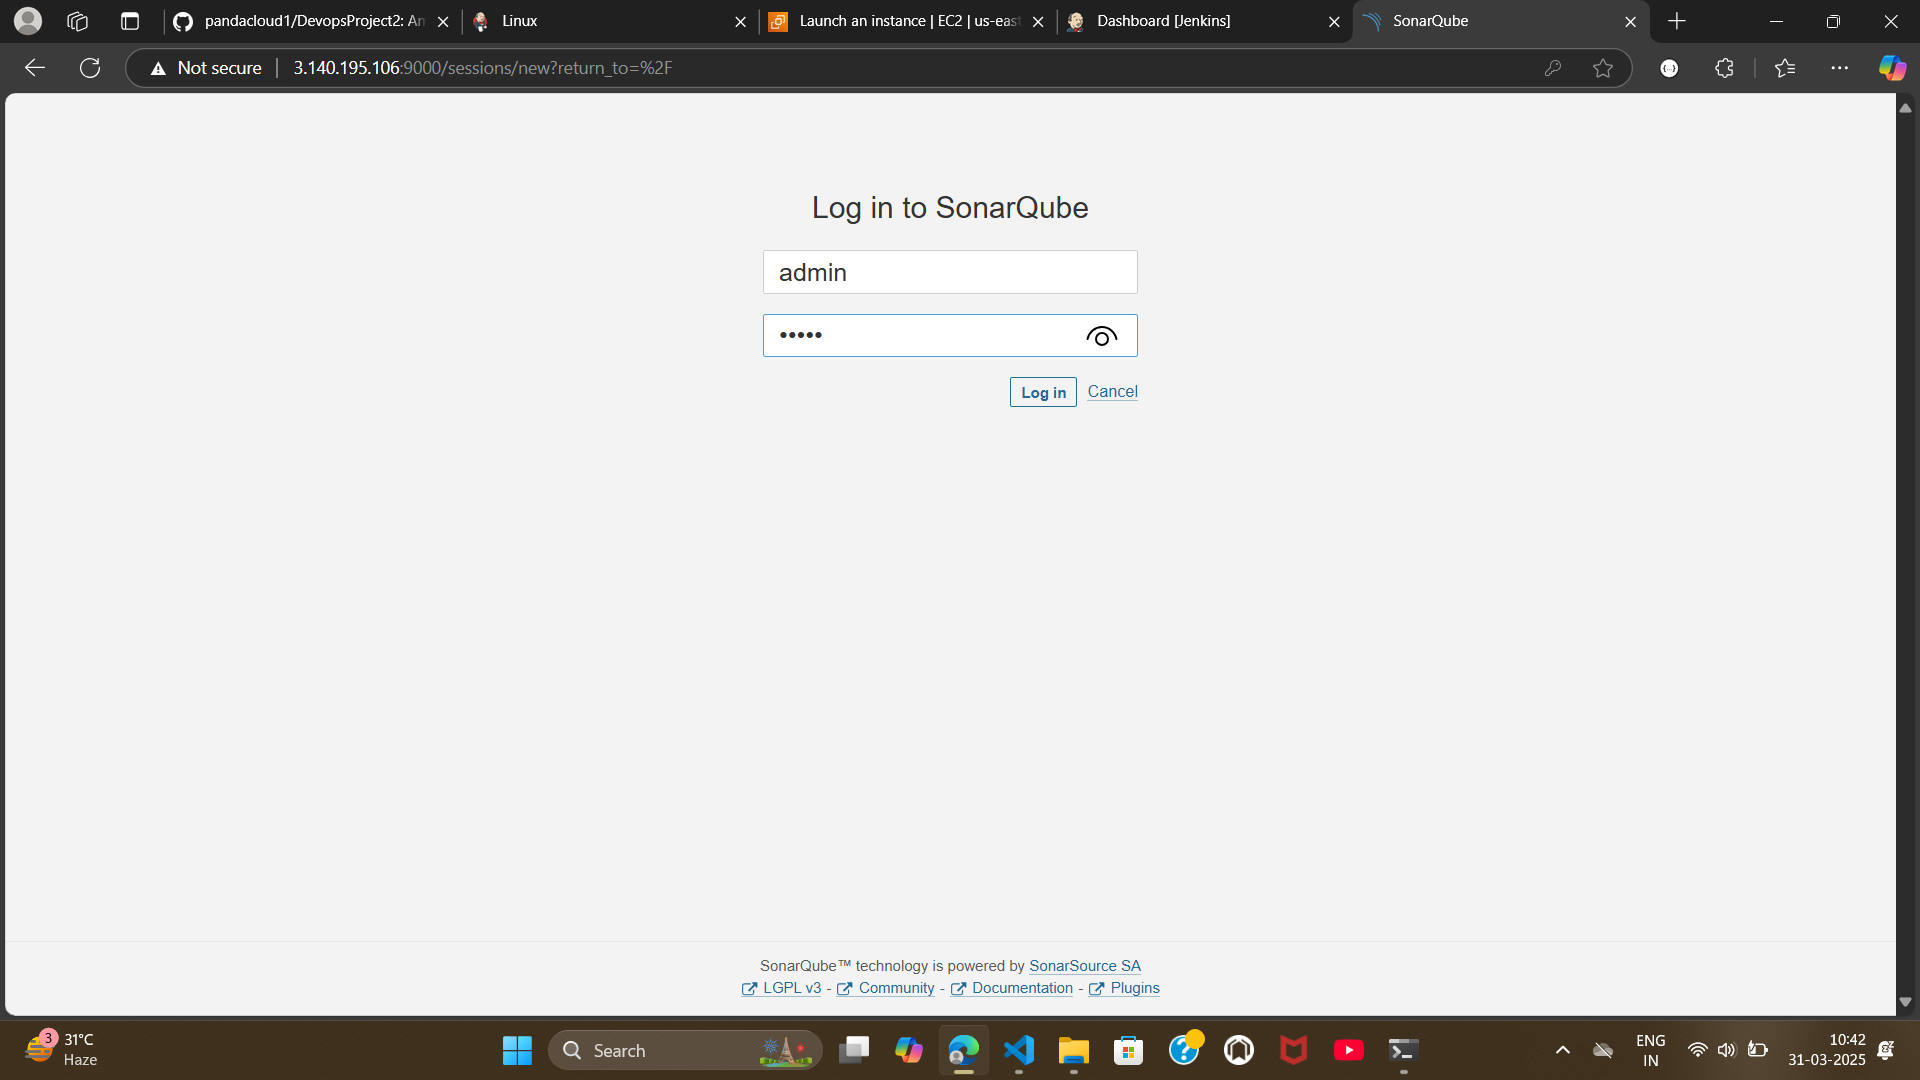 pandacloud1/DevopsProject2: An
Linux
Launch an instance | EC2 | us-east
Dashboard [Jenkins]
SonarQube
Not secure
3.140.195.106:9000/sessions/new?return_to=%2F
Log in to SonarQube
admin
•••••
Log in
Cancel
SonarQube™ technology is powered by SonarSource SA
LGPL v3 - Community - Documentation - Plugins
3
31°C
Haze
Search
ENG
IN
10:42
31-03-2025